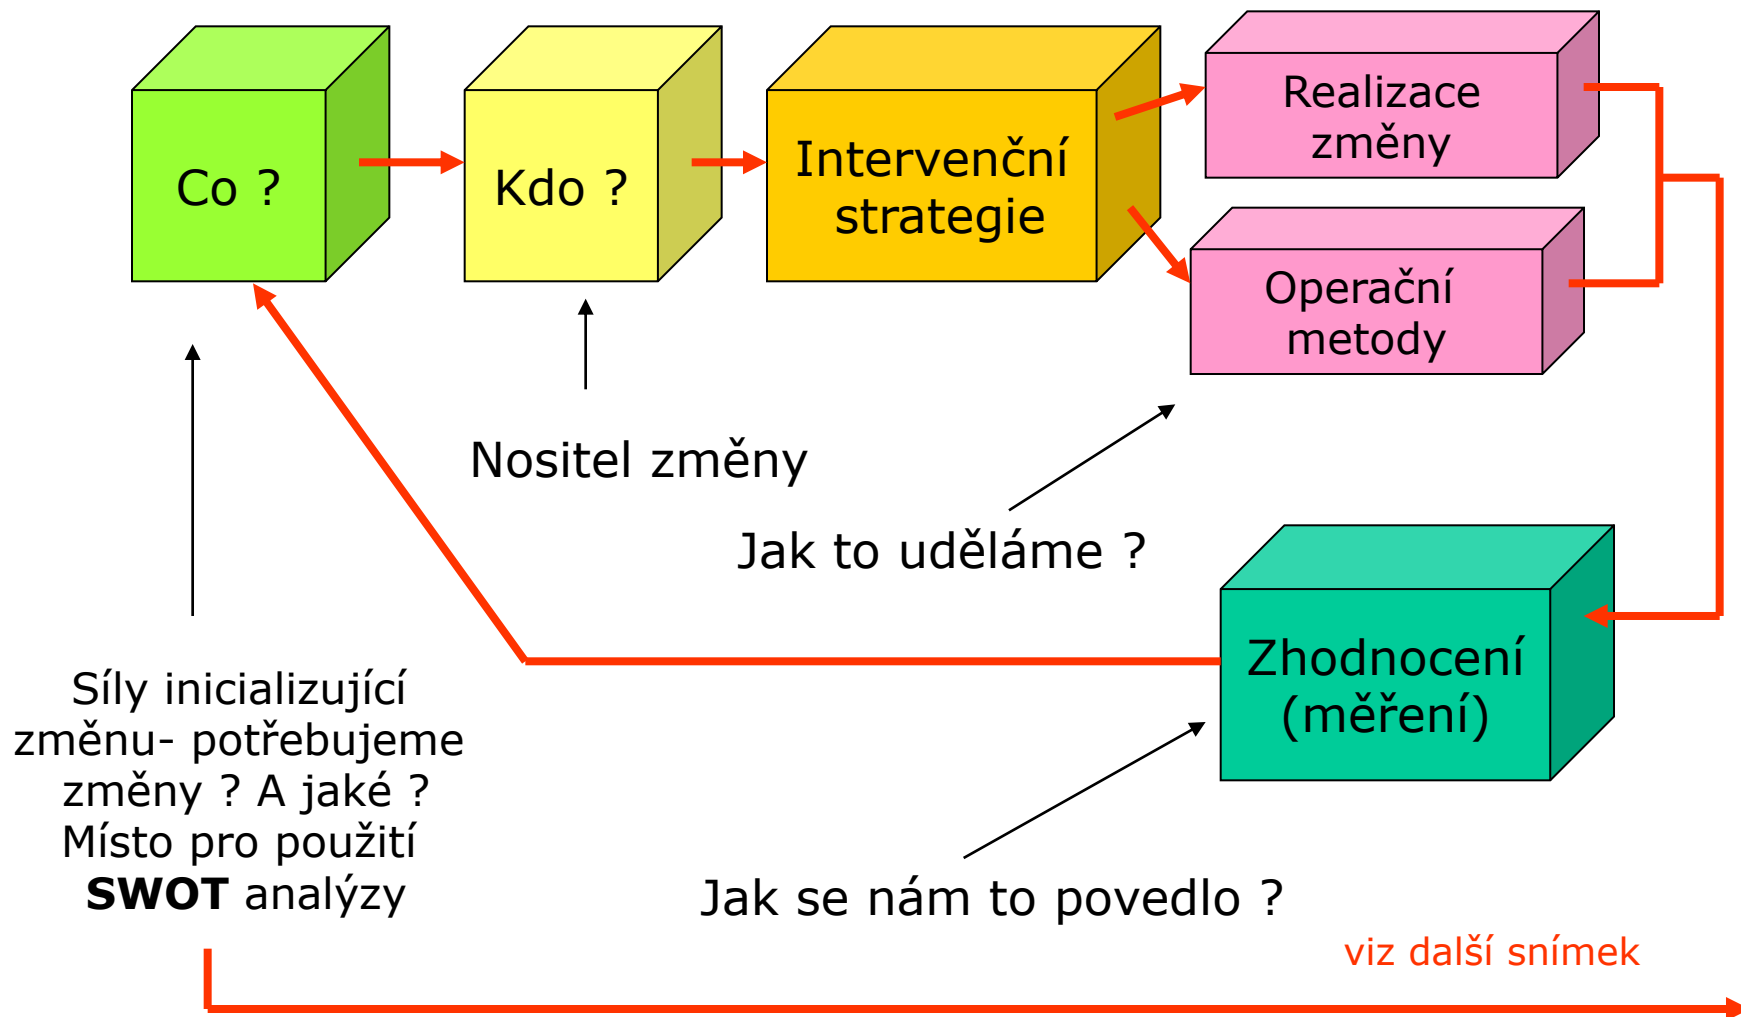 Co ?
Kdo ?
Intervenční
strategie
Realizace
změny
Operační
metody
Nositel změny
Jak to uděláme ?
Zhodnocení
(měření)
Síly inicializující
změnu- potřebujeme
změny ? A jaké ?
Místo pro použití
SWOT analýzy
Jak se nám to povedlo ?
viz další snímek